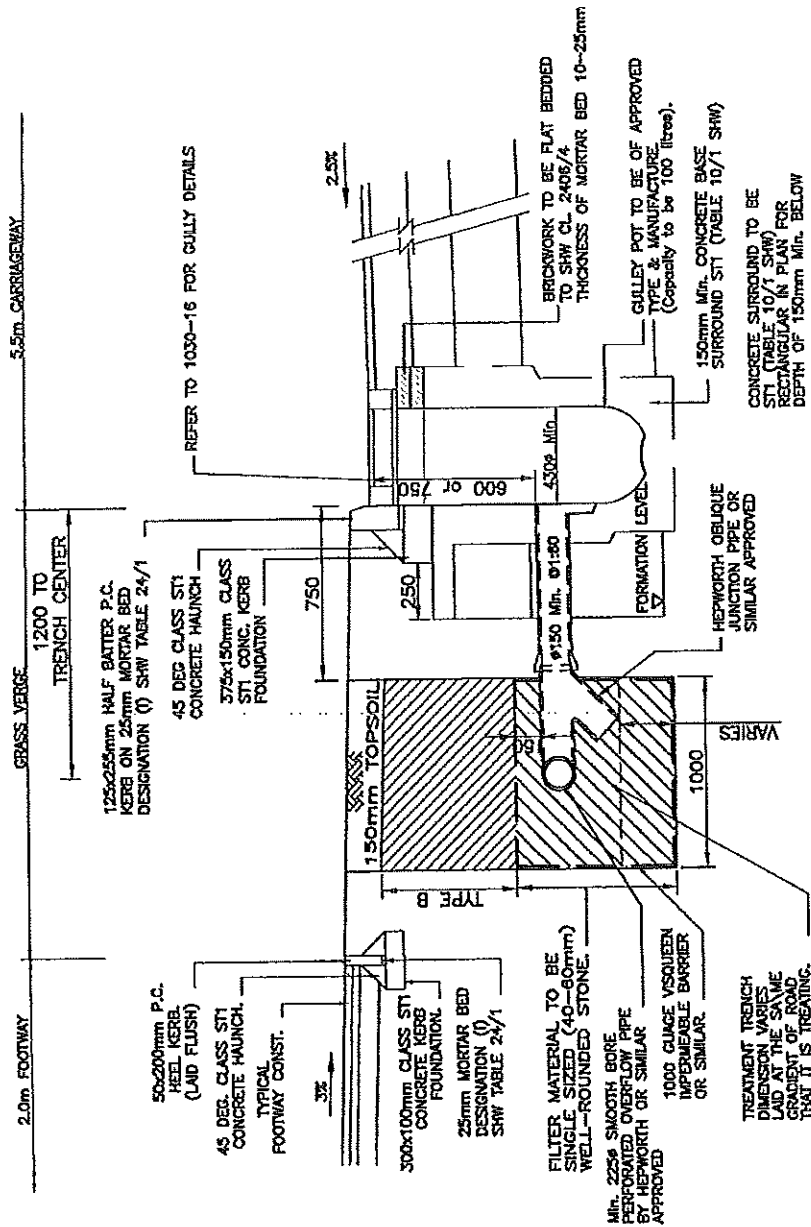 2.0m FOOTWAY
GRASS VERGE
5.5m CARRIAGEWAY
1200 TO
TRENCH CENTER
125x255mm HALF BATTER P.C.
KERB ON 25mm MORTAR BED
DESIGNATION (I) SHW TABLE 24/1
REFER TO 1030-16 FOR GULLY DETAILS
50x200mm P.C.
HEEL KERB.
(LAID FLUSH)
45 DEG. CLASS ST1
CONCRETE HAUNCH.
TYPICAL
FOOTWAY CONST.
3%
300x100mm CLASS ST1
CONCRETE KERB
FOUNDATION.
25mm MORTAR BED
DESIGNATION (I)
SHW TABLE 24/1
45 DEG CLASS ST1
CONCRETE HAUNCH
375x150mm CLASS
ST1 CONC. KERB
FOUNDATION
750
250
2.5%
150mm TOPSOIL
TYPE B
50
1000
VARIES
600 or 750
430ø Min.
ø150 Min. @1:60
FORMATION LEVEL
FILTER MATERIAL TO BE
SINGLE SIZED (40-60mm)
WELL-ROUNDED STONE.
Min. 225ø SMOOTH BORE
PERFORATED OVERFLOW PIPE
BY HEPWORTH OR SIMILAR
APPROVED
1000 GUAGE VISQUEEN
IMPERMEABLE BARRIER
OR SIMILAR.
TREATMENT TRENCH
DIMENSION VARIES
LAID AT THE SA\ME
GRADIENT OF ROAD
THAT IT IS TREATING.
HEPWORTH OBLIQUE
JUNCTION PIPE OR
SIMILAR APPROVED
BRICKWORK TO BE FLAT BEDDED
TO SHW CL. 2406/4
THICKNESS OF MORTAR BED 10--25mm
GULLEY POT TO BE OF APPROVED
TYPE & MANUFACTURE
(Capacity to be 100 litres).
150mm Min. CONCRETE BASE
SURROUND ST1 (TABLE 10/1 SHW)
CONCRETE SURROUND TO BE
ST1 (TABLE 10/1 SHW)
RECTANGULAR IN PLAN FOR
DEPTH OF 150mm Min. BELOW